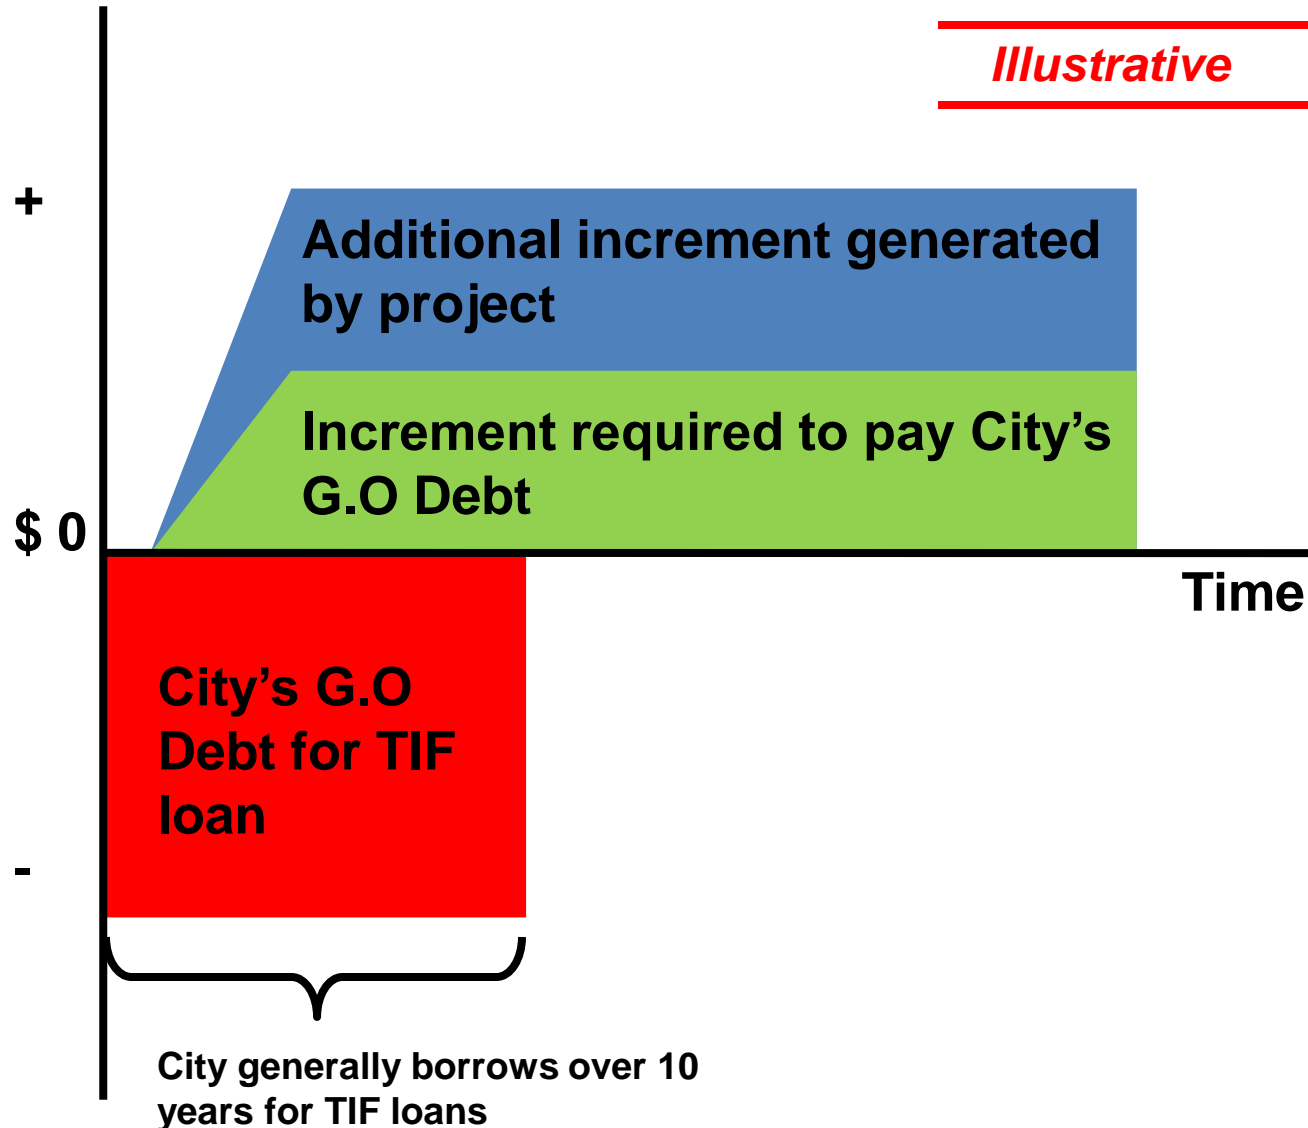 Illustrative
+
Additional increment generated
by project
Increment required to pay City’s
G.O Debt
$ 0
Time
City’s G.O
Debt for TIF
loan
-
City generally borrows over 10
years for TIF loans